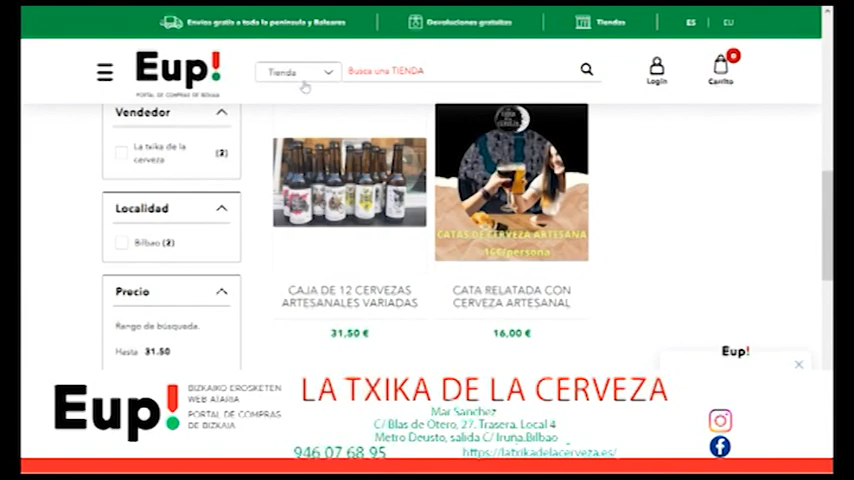 Envíos gratis a toda la península y Baleares
Devoluciones gratuitas
Tiendas
ES | EU
Eup!
PORTAL DE COMPRAS DE BIZKAIA
Tienda
Busca una TIENDA
Login
0
Carrito
Vendedor
La txika de la cerveza (2)
Localidad
Bilbao (2)
Precio
Rango de búsqueda.
Hasta 31.50
CATAS DE CERVEZA ARTESANA
16€/persona
CAJA DE 12 CERVEZAS
ARTESANALES VARIADAS
31,50 €
CATA RELATADA CON
CERVEZA ARTESANAL
16,00 €
Eup!
Eup!
BIZKAIKO EROSKETEN
WEB ATARIA
PORTAL DE COMPRAS
DE BIZKAIA
LA TXIKA DE LA CERVEZA
Mar Sanchez
C/ Blas de Otero, 27. Trasera. Local 4
Metro Deusto, salida C/ Iruña.Bilbao
946 07 68 95
https://latxikadelacerveza.es/